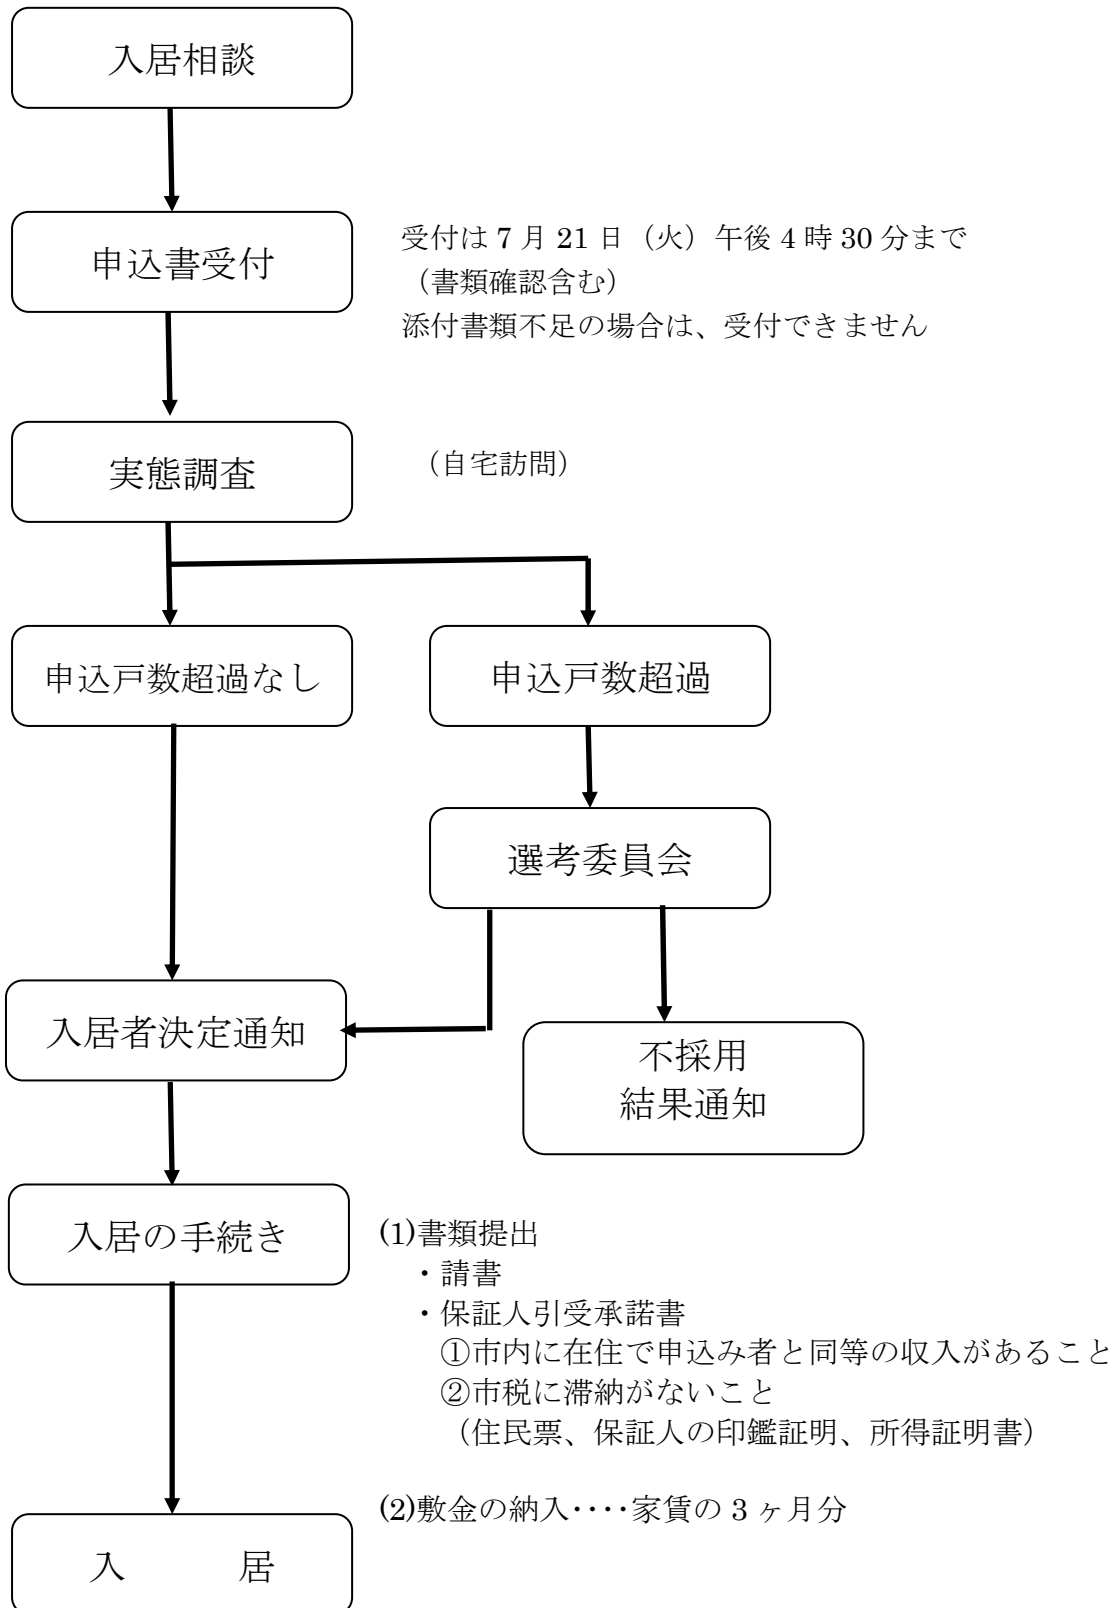 入居相談
申込書受付
受付は 7 月 21 日（火）午後 4 時 30 分まで
（書類確認含む）
添付書類不足の場合は、受付できません
実態調査
（自宅訪問）
申込戸数超過なし
申込戸数超過
選考委員会
入居者決定通知
不採用
結果通知
入居の手続き
(1)書類提出
・請書
・保証人引受承諾書
①市内に在住で申込み者と同等の収入があること
②市税に滞納がないこと
（住民票、保証人の印鑑証明、所得証明書）
(2)敷金の納入････家賃の 3 ヶ月分
入　　　居